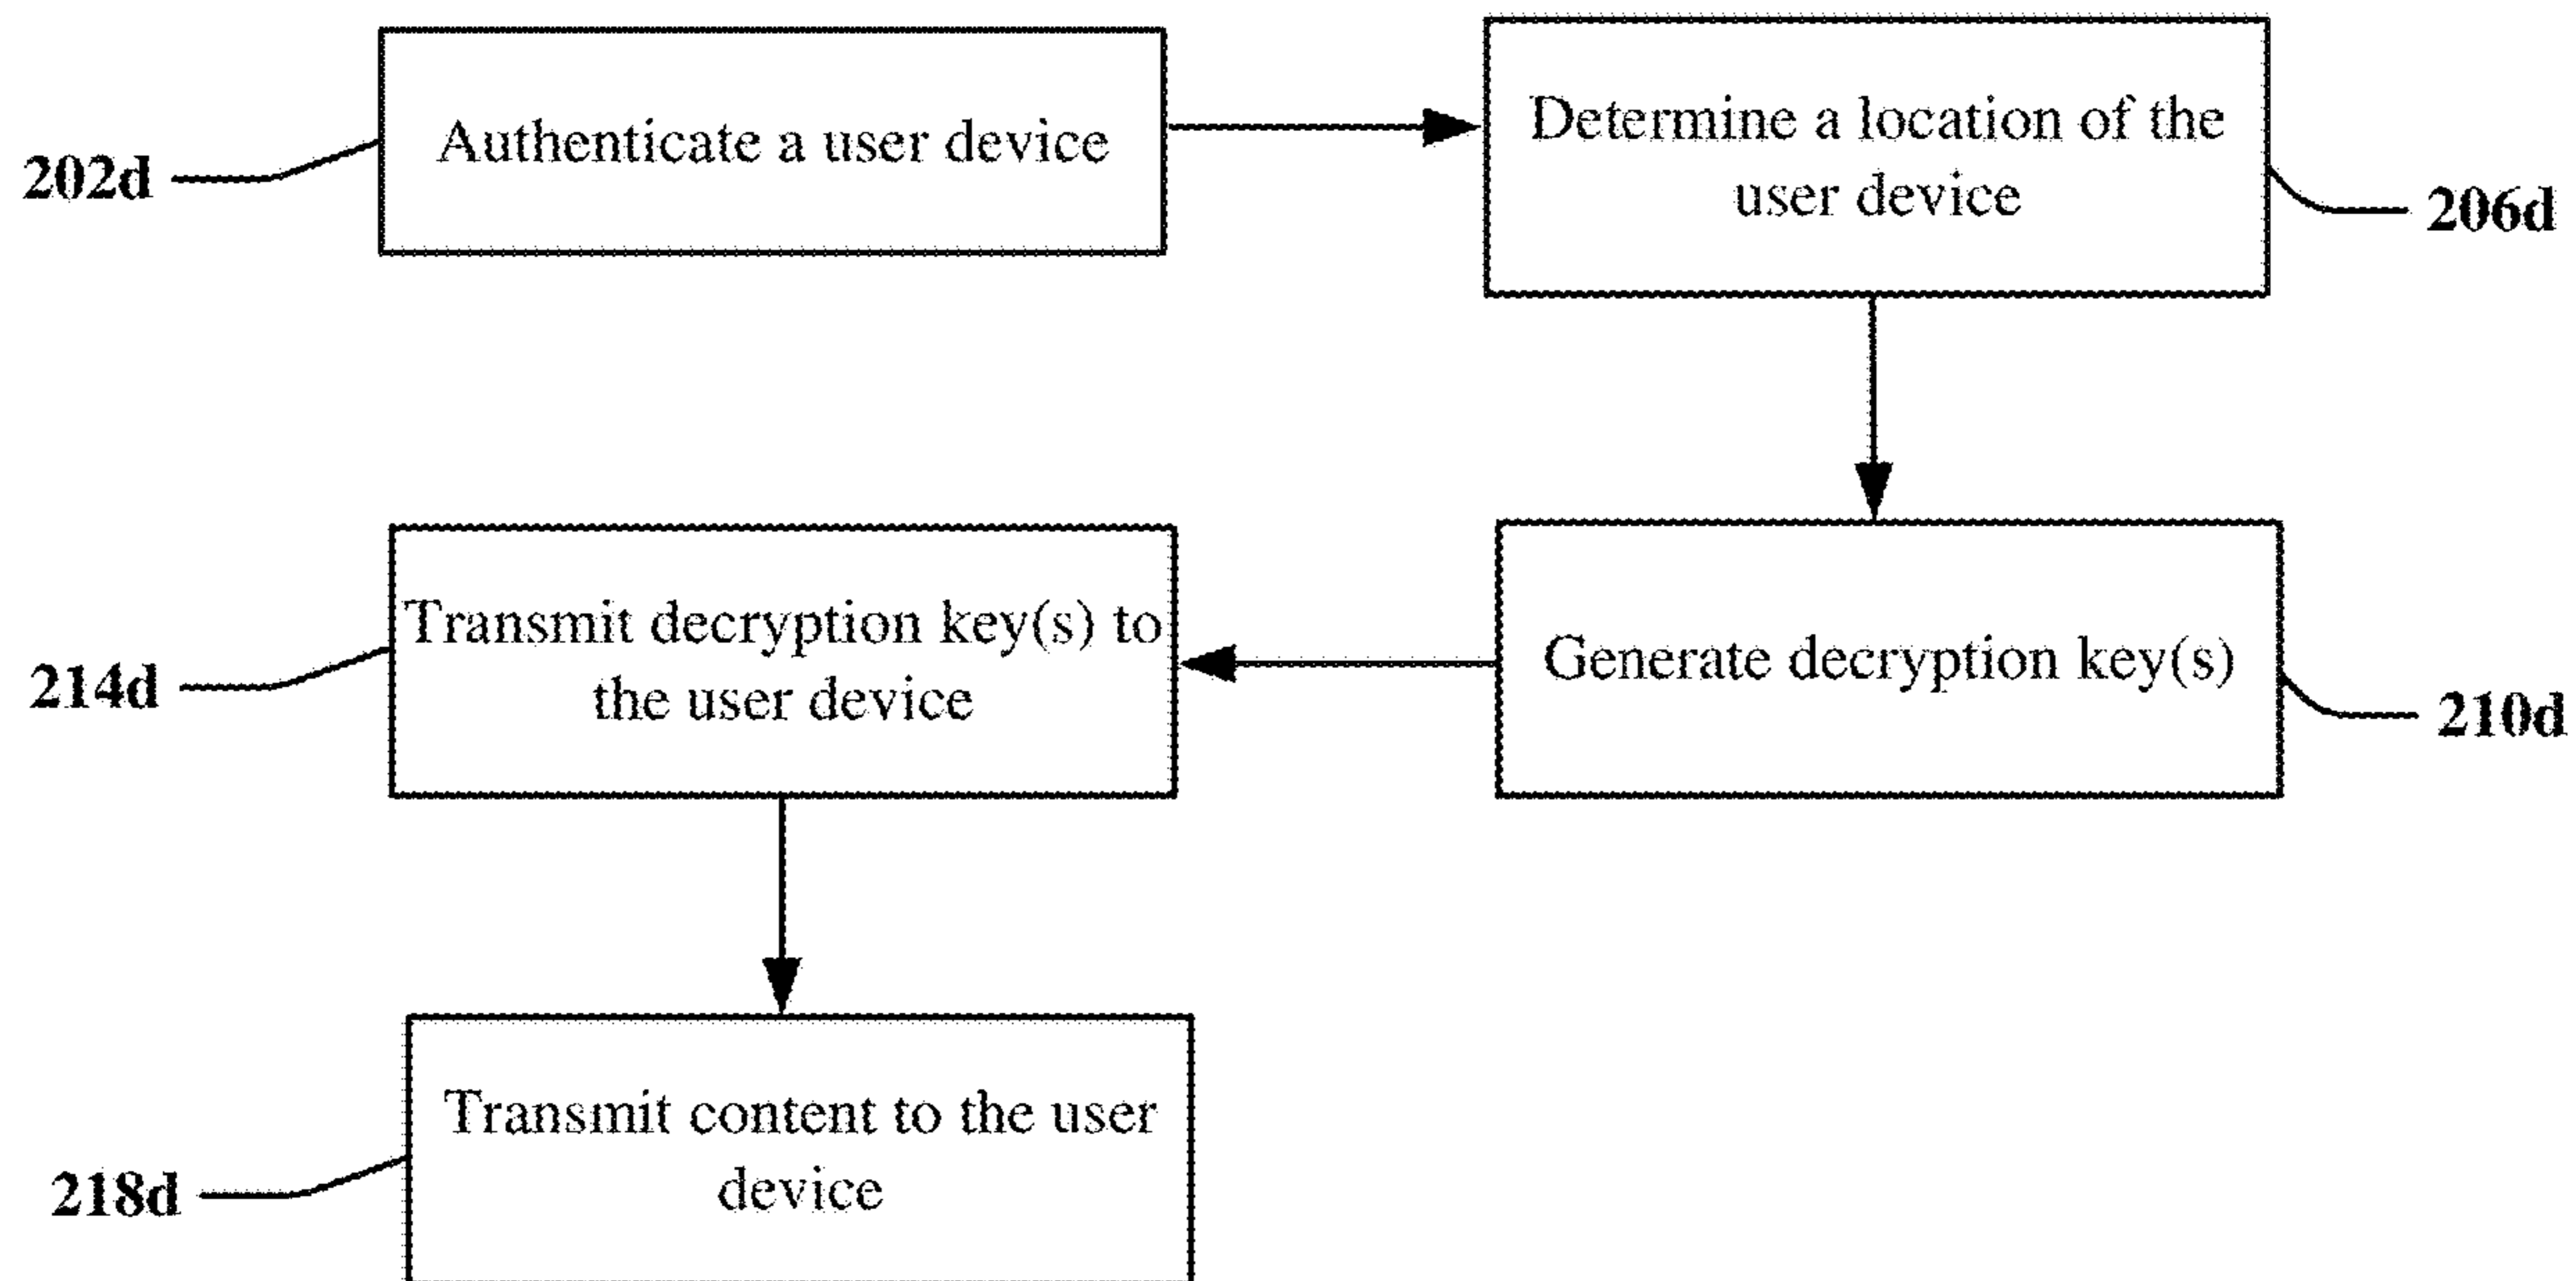 202d
Authenticate a user device
Determine a location of the
user device
206d
214d
Transmit decryption key(s) to
the user device
Generate decryption key(s)
210d
218d
Transmit content to the user
device